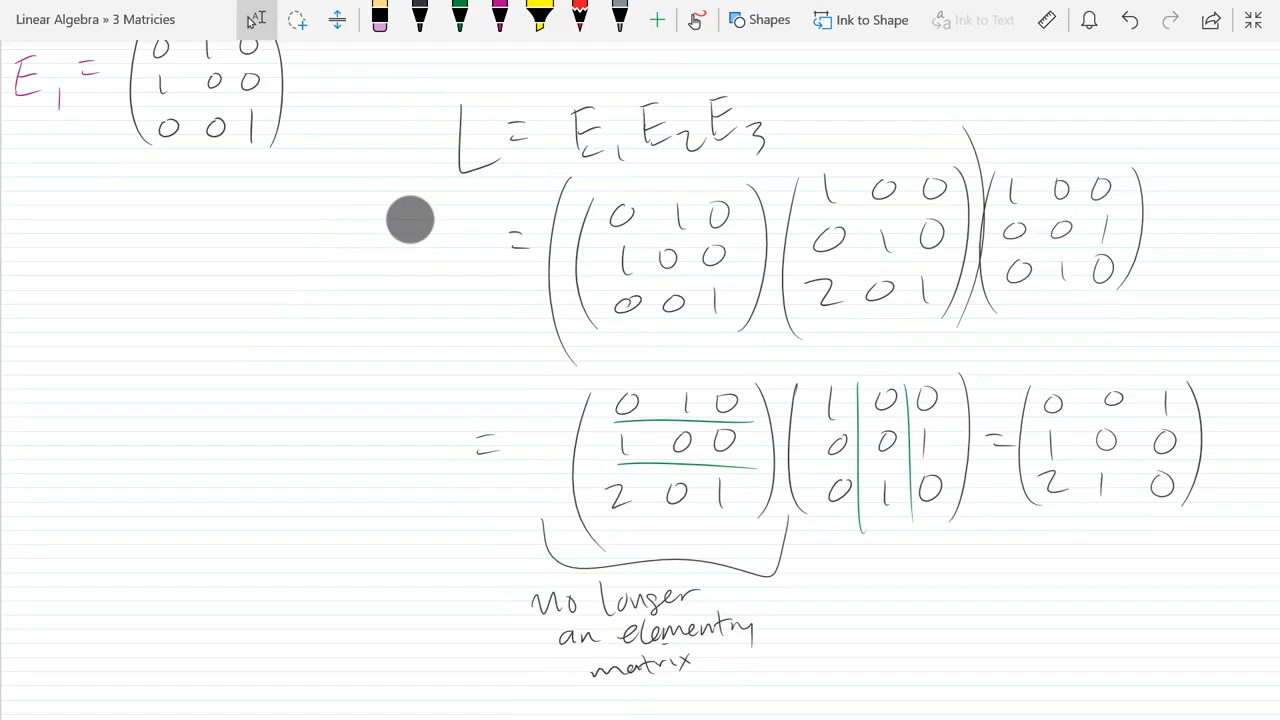 Linear Algebra » 3 Matricies
Shapes
Ink to Shape
Ink to Text
E1 =
0 1 0
1 0 0
0 0 1
L = E1 E2 E3
= ((0 1 0 (1 0 0 (1 0 0
1 0 0 0 1 0 0 0 1
0 0 1) 2 0 1)) 0 1 0)
= (0 1 0 (1 0 0 = (0 0 1
1 0 0 0 0 1 1 0 0
2 0 1) 0 1 0) 2 1 0)
No longer
an elementry
matrix